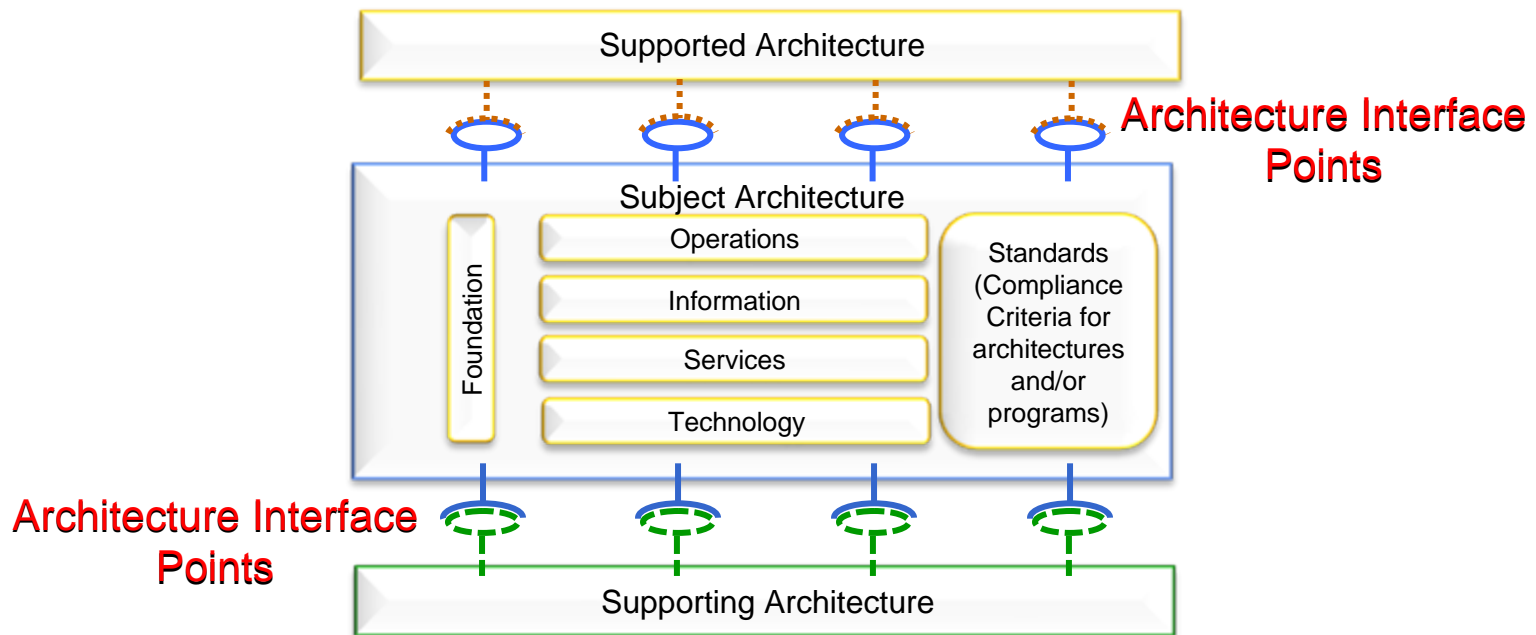 Supported Architecture
Architecture Interface
Points
Subject Architecture
Foundation
Operations
Information
Services
Technology
Standards
(Compliance
Criteria for
architectures
and/or
programs)
Architecture Interface
Points
Supporting Architecture